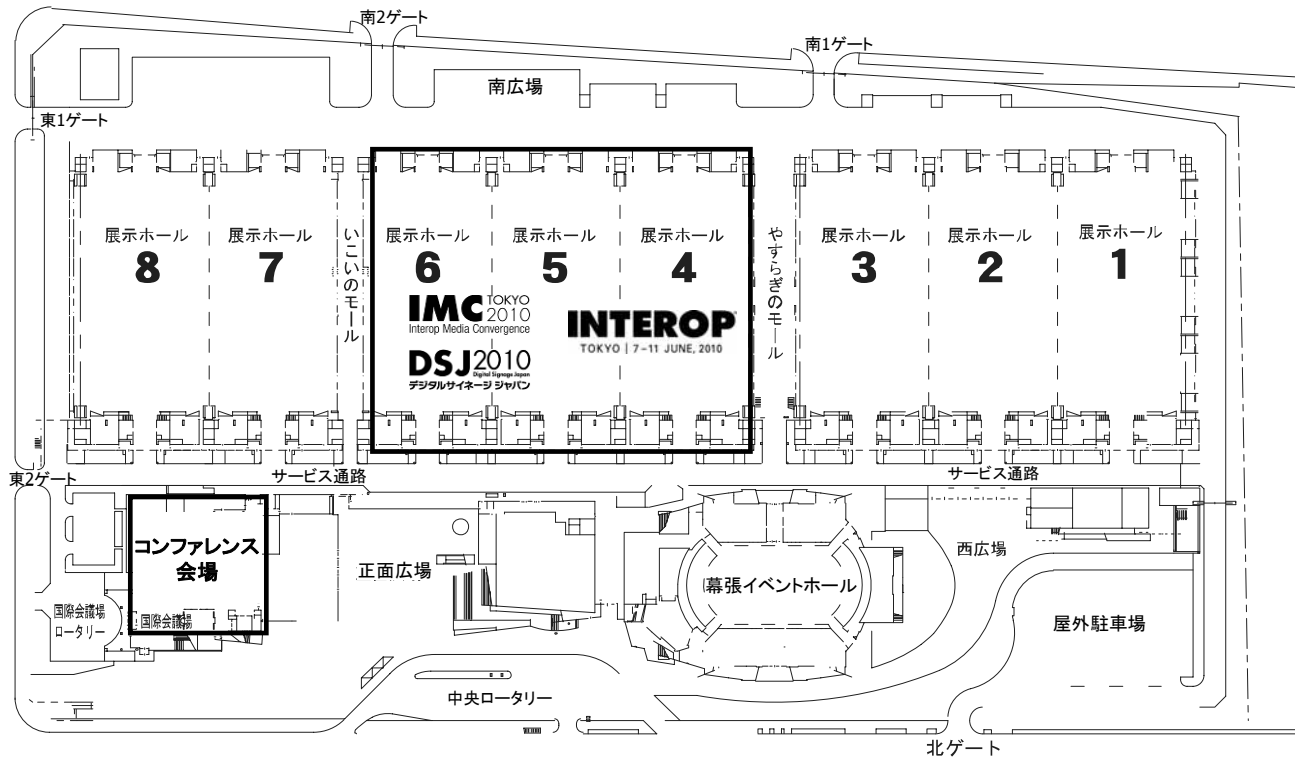 南2ゲート
南1ゲート
南広場
東1ゲート
展示ホール
8
展示ホール
7
いこいのモール
展示ホール
6
展示ホール
5
展示ホール
4
やすらぎのモール
展示ホール
3
展示ホール
2
展示ホール
1
IMC TOKYO 2010
Interop Media Convergence
DSJ2010
Digital Signage Japan
デジタルサイネージ ジャパン
INTEROP
TOKYO | 7-11 JUNE, 2010
サービス通路
サービス通路
東2ゲート
コンファレンス
会場
国際会議場
国際会議場
ロータリー
正面広場
幕張イベントホール
西広場
屋外駐車場
中央ロータリー
北ゲート